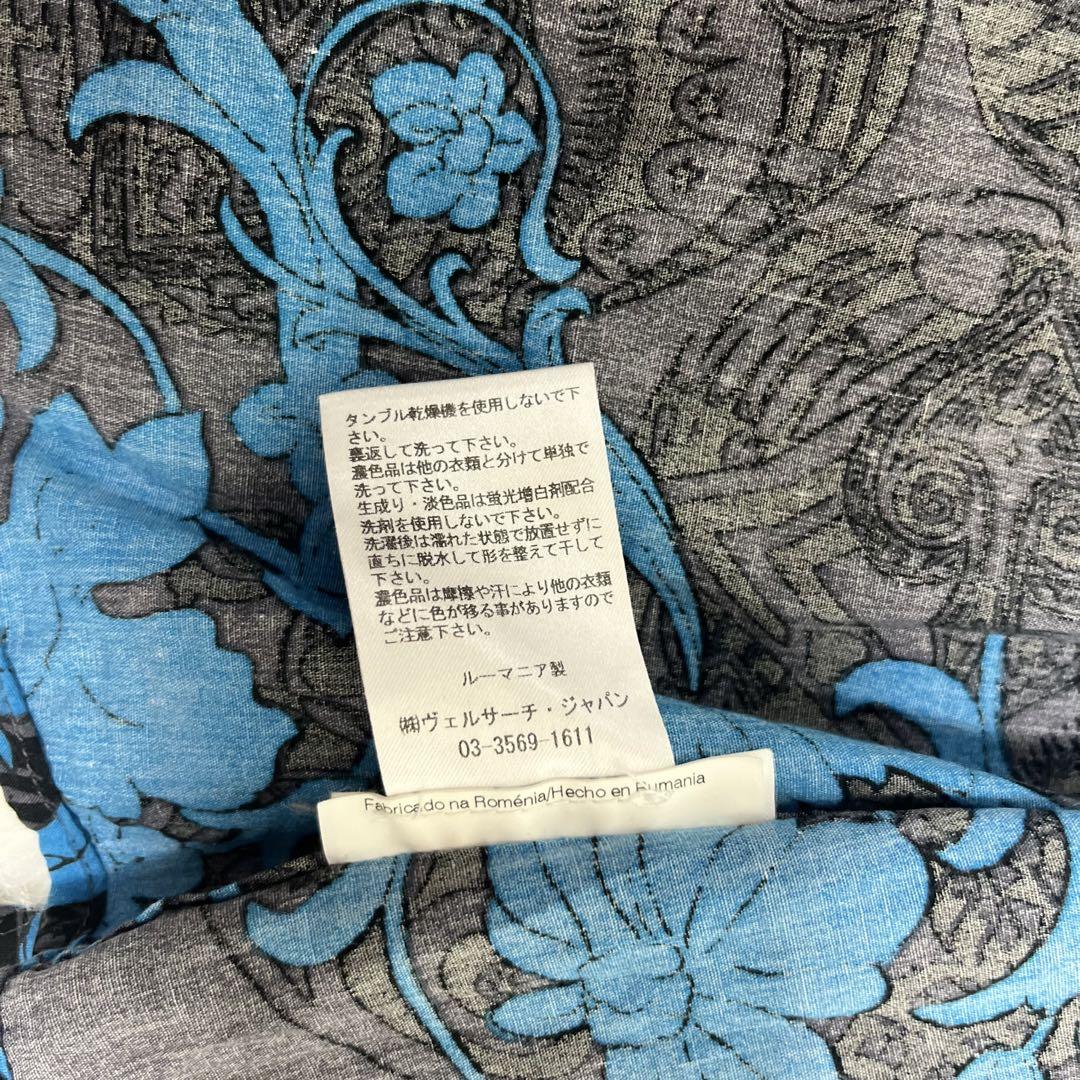 タンブル乾燥機を使用しないで下
さい。
裏返して洗って下さい。
濃色品は他の衣類と分けて単独で
洗って下さい。
生成り・淡色品は蛍光増白剤配合
洗剤を使用しないで下さい。
洗濯後は濡れた状態で放置せずに
直ちに脱水して形を整えて干して
下さい。
濃色品は摩擦や汗により他の衣類
などに色が移る事がありますので
ご注意下さい。
ルーマニア製
㈱ヴェルサーチ・ジャパン
03-3569-1611
Fabricado na Roménia/Hecho en Rumania